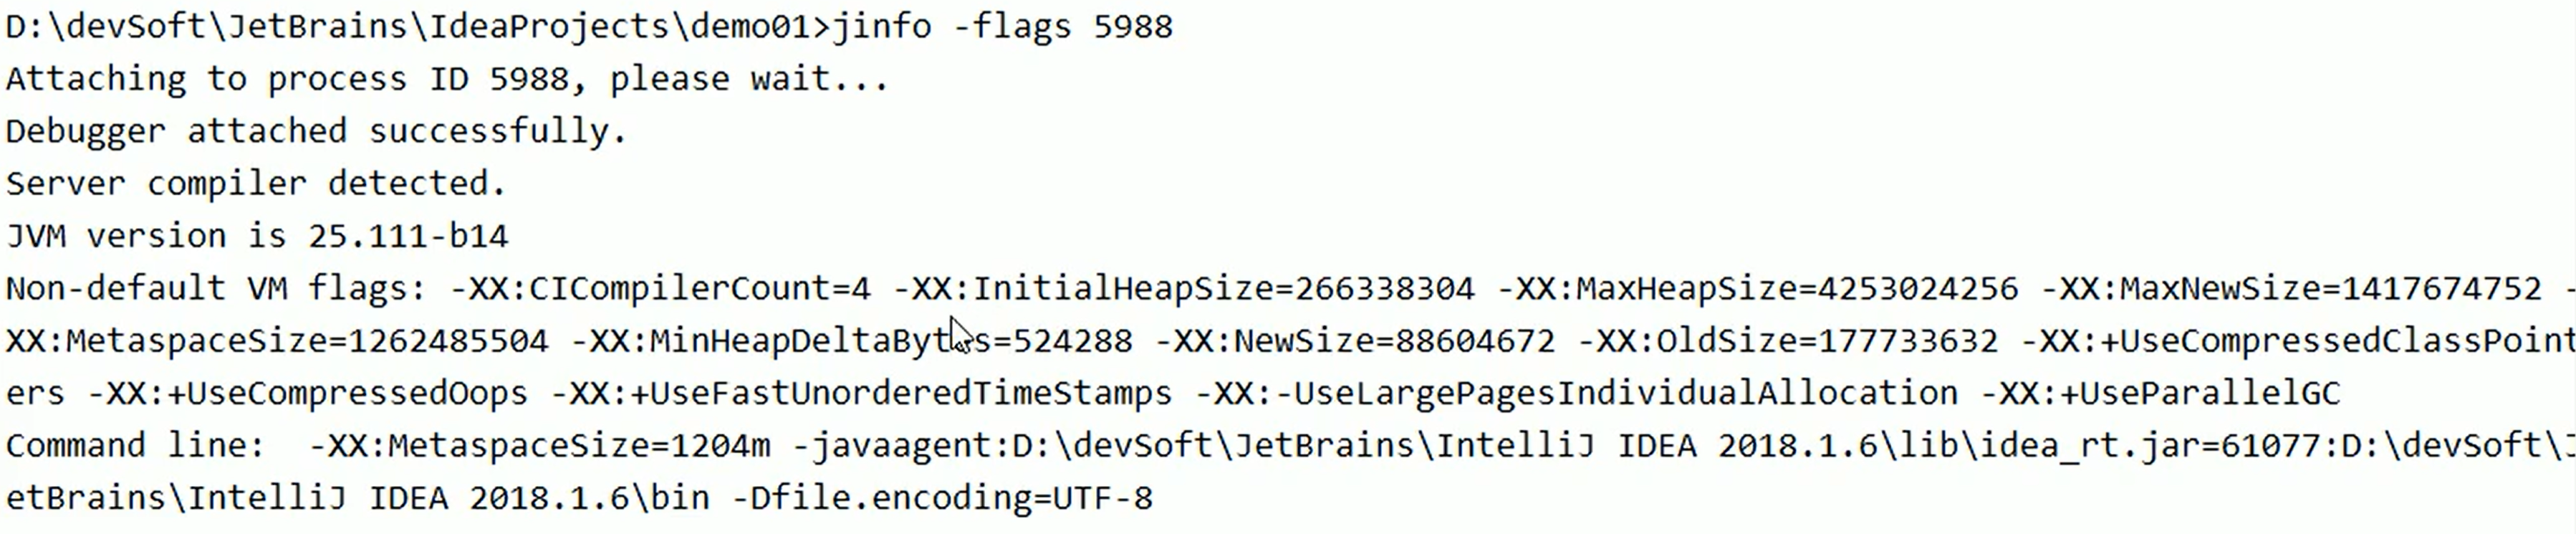 D:\devSoft\JetBrains\IdeaProjects\demo01>jinfo -flags 5988
Attaching to process ID 5988, please wait...
Debugger attached successfully.
Server compiler detected.
JVM version is 25.111-b14
Non-default VM flags: -XX:CICompilerCount=4 -XX:InitialHeapSize=266338304 -XX:MaxHeapSize=4253024256 -XX:MaxNewSize=1417674752 -
XX:MetaspaceSize=1262485504 -XX:MinHeapDeltaBytes=524288 -XX:NewSize=88604672 -XX:OldSize=177733632 -XX:+UseCompressedClassPoint
ers -XX:+UseCompressedOops -XX:+UseFastUnorderedTimeStamps -XX:-UseLargePagesIndividualAllocation -XX:+UseParallelGC
Command line:  -XX:MetaspaceSize=1204m -javaagent:D:\devSoft\JetBrains\IntelliJ IDEA 2018.1.6\lib\idea_rt.jar=61077:D:\devSoft\J
etBrains\IntelliJ IDEA 2018.1.6\bin -Dfile.encoding=UTF-8